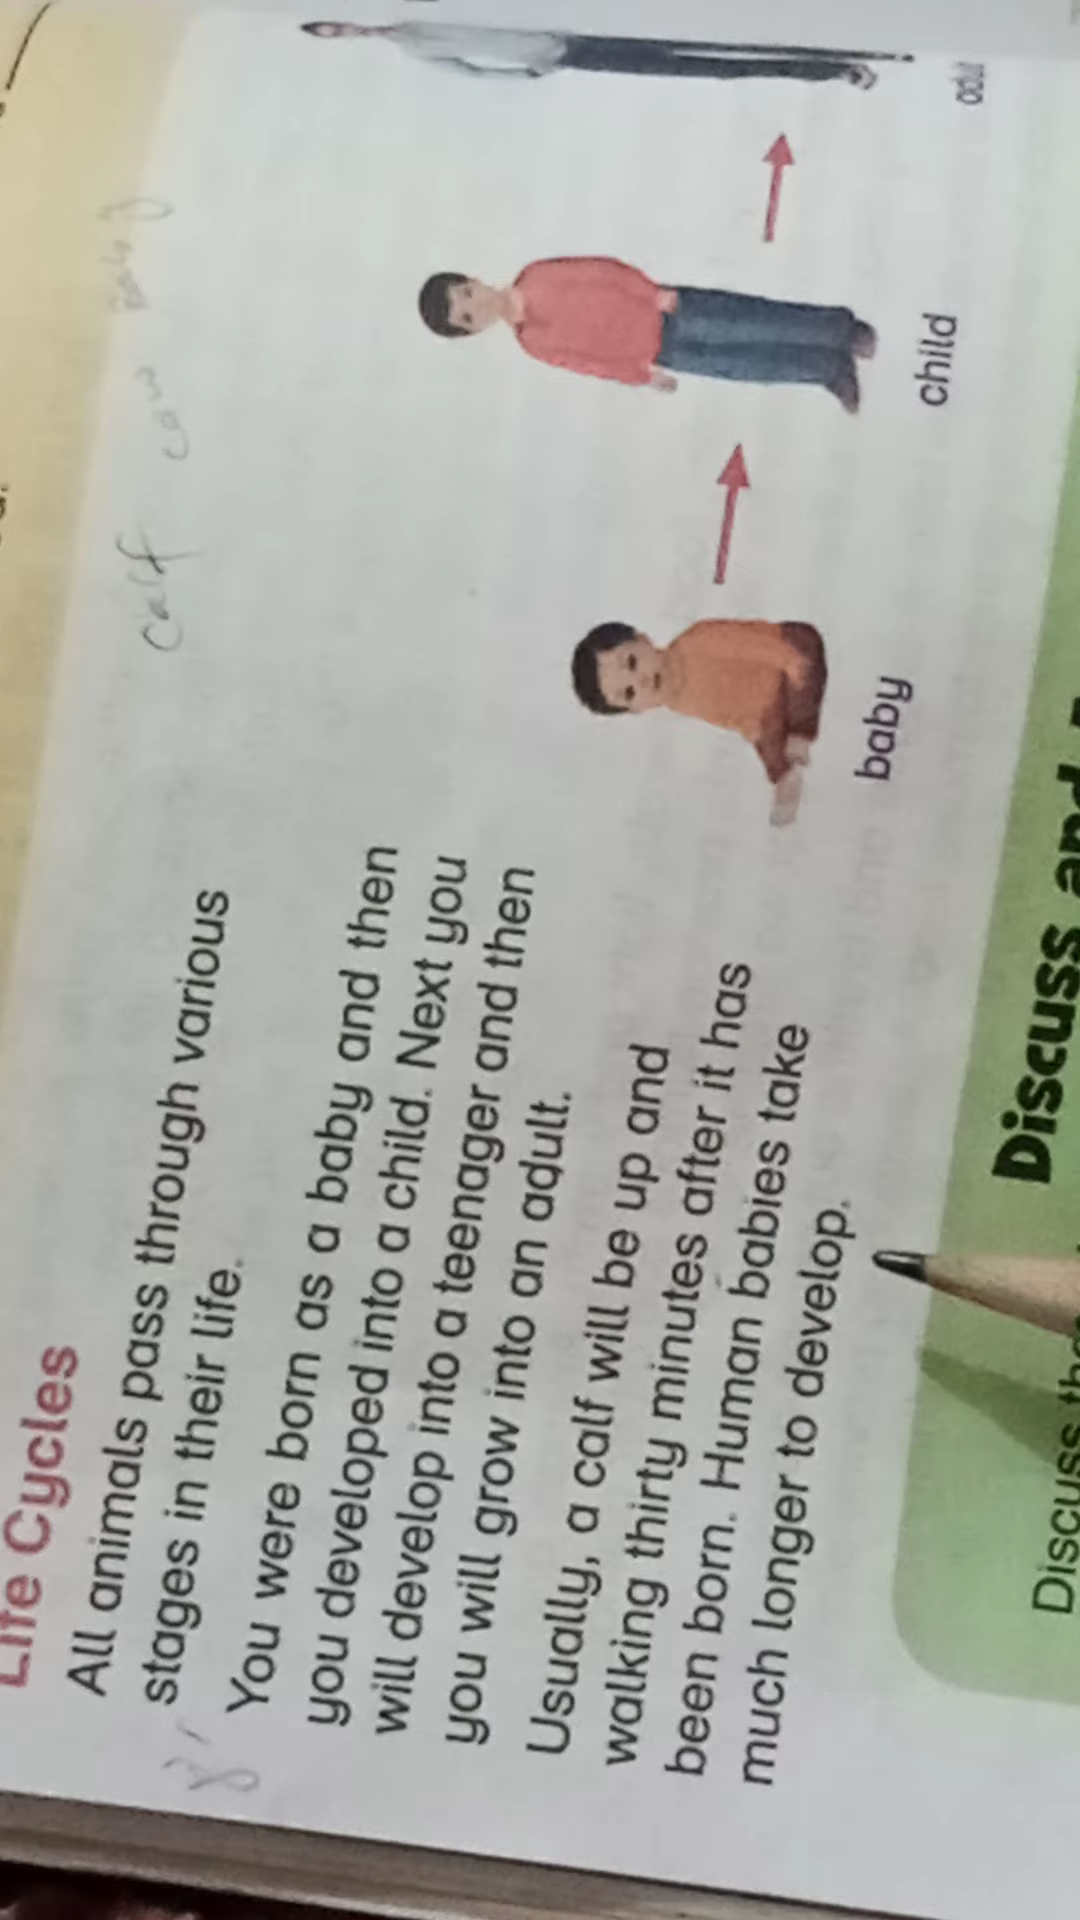 Life Cycles
All animals pass through various
stages in their life.
You were born as a baby and then
you developed into a child. Next you
will develop into a teenager and then
you will grow into an adult.
Usually, a calf will be up and
walking thirty minutes after it has
been born. Human babies take
much longer to develop.
calf cow
baby
child
Discuss and
Discuss